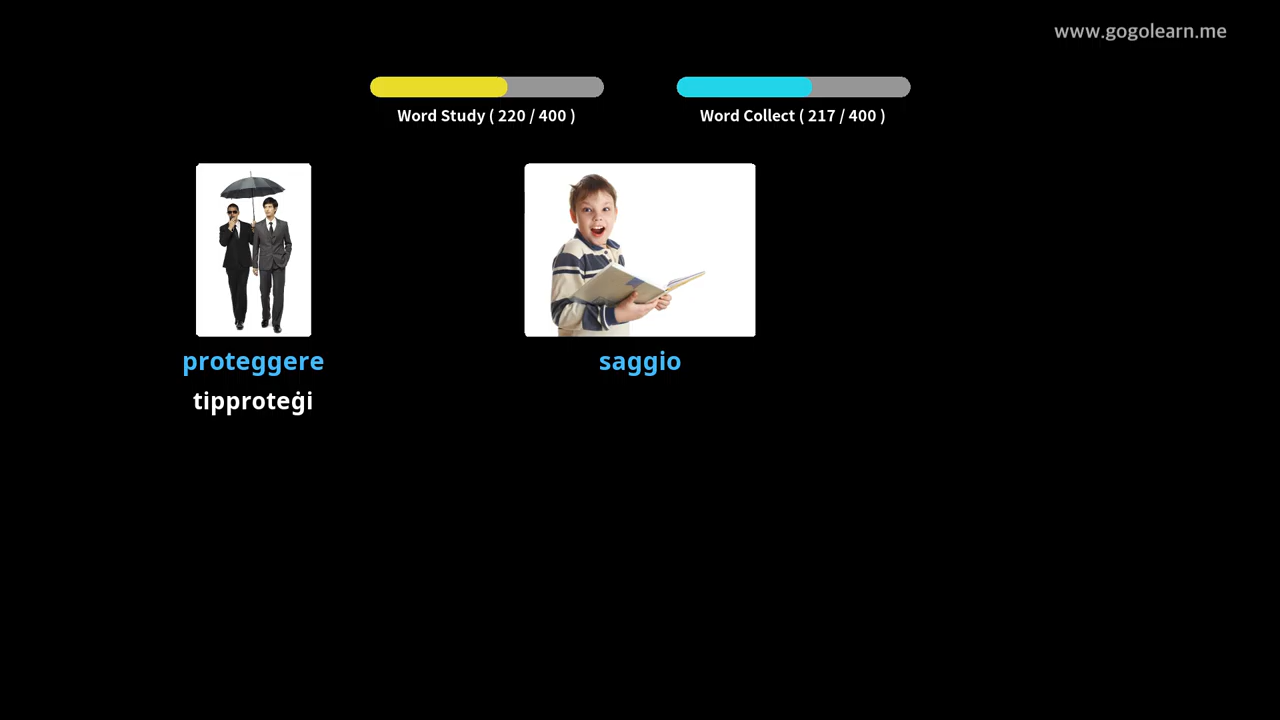 www.gogolearn.me
Word Study ( 220 / 400 )
Word Collect ( 217 / 400 )
proteggere
saggio
tipproteġi